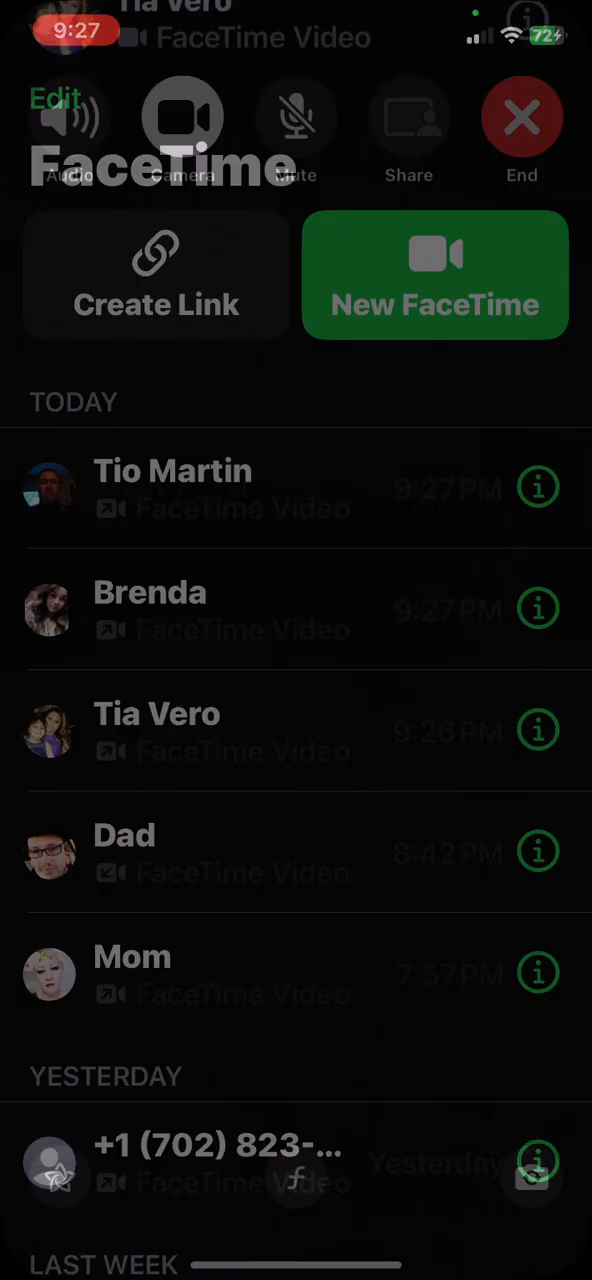 Tia Vero
FaceTime Video
9:27
72
Edit
FaceTime
Audio
Camera
Mute
Share
End
Create Link
New FaceTime
TODAY
Tio Martin
FaceTime Video
9:27 PM
Brenda
FaceTime Video
9:27 PM
Tia Vero
FaceTime Video
9:26 PM
Dad
FaceTime Video
8:42 PM
Mom
FaceTime Video
7:57 PM
YESTERDAY
+1 (702) 823-...
FaceTime Video
Yesterday
f
LAST WEEK